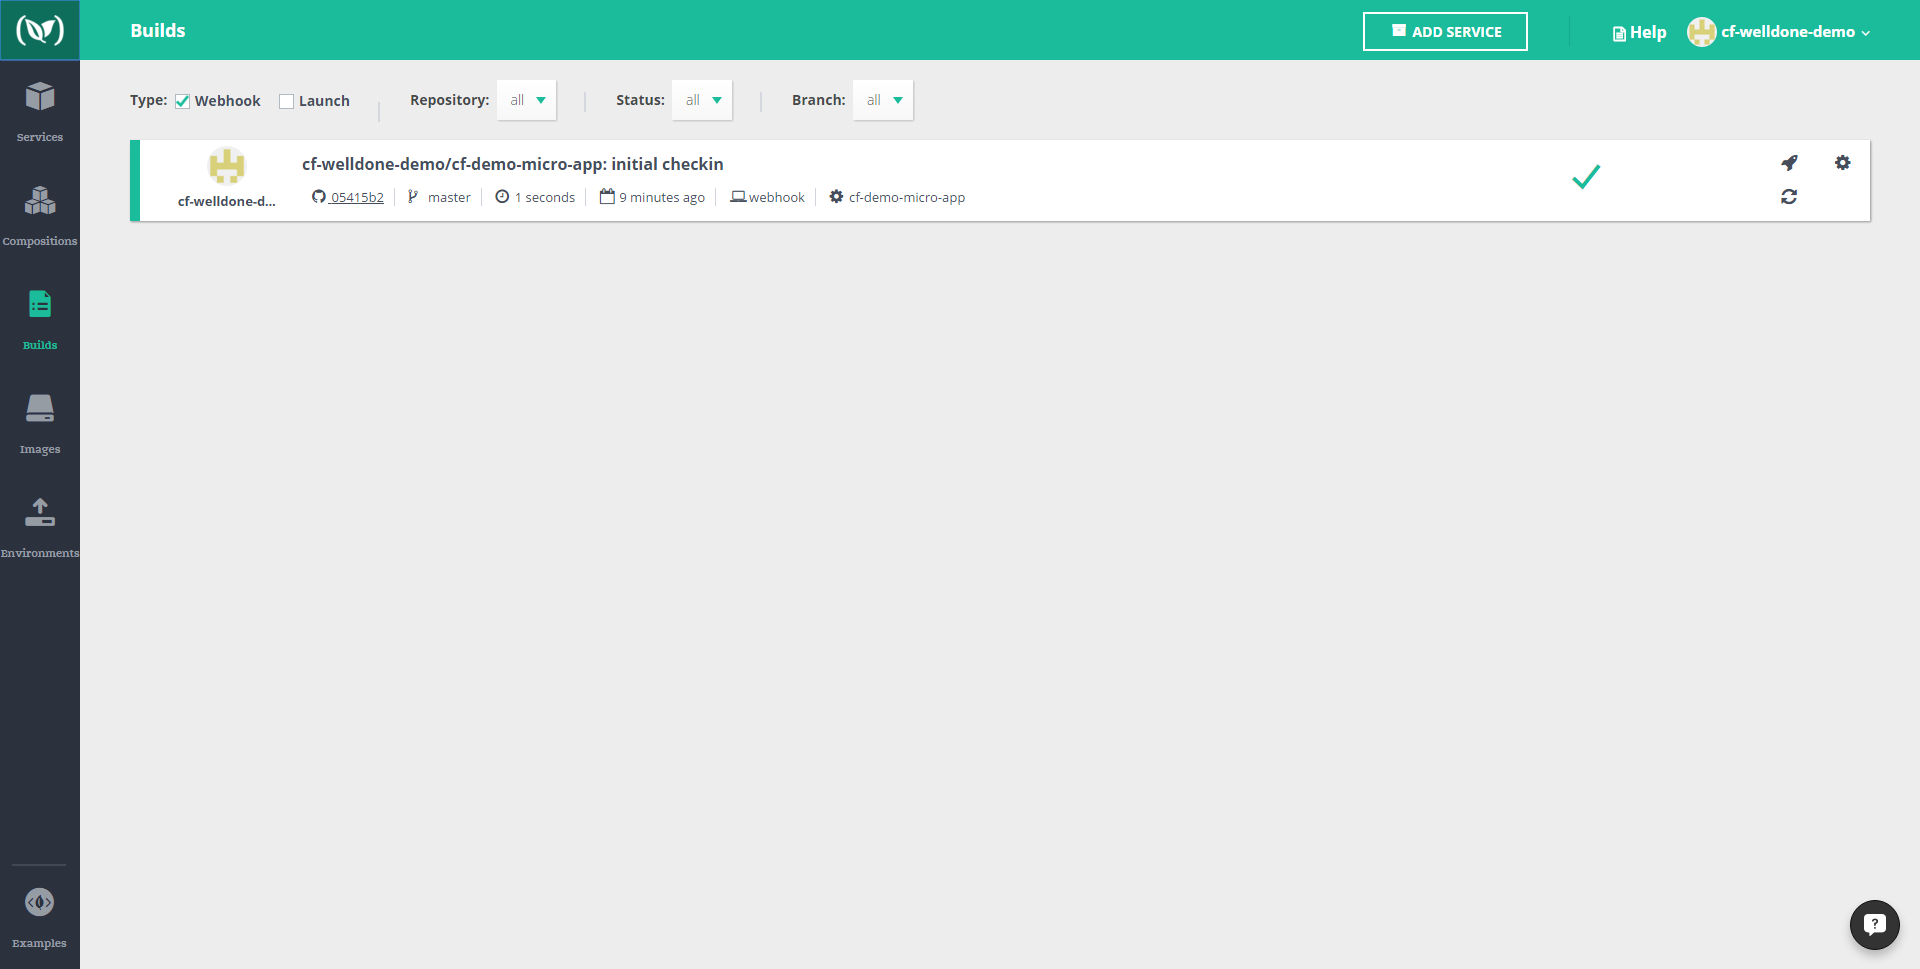 Builds
ADD SERVICE
Help
cf-welldone-demo
Services
Compositions
Builds
Images
Environments
Examples
Type: Webhook Launch Repository: all Status: all Branch: all
cf-welldone-demo/cf-demo-micro-app: initial checkin
cf-welldone-d...
05415b2 master 1 seconds 9 minutes ago webhook cf-demo-micro-app
?